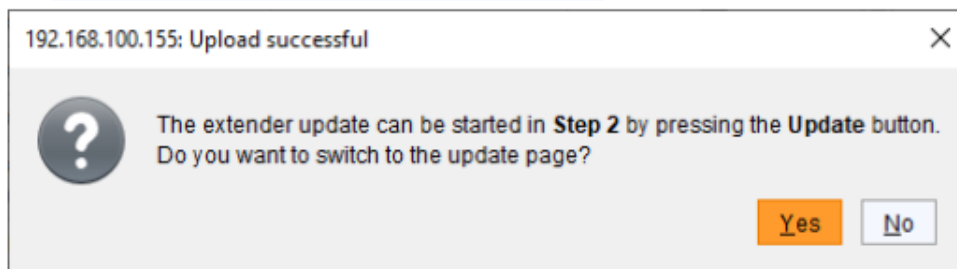 192.168.100.155: Upload successful
The extender update can be started in Step 2 by pressing the Update button.
Do you want to switch to the update page?
Yes No